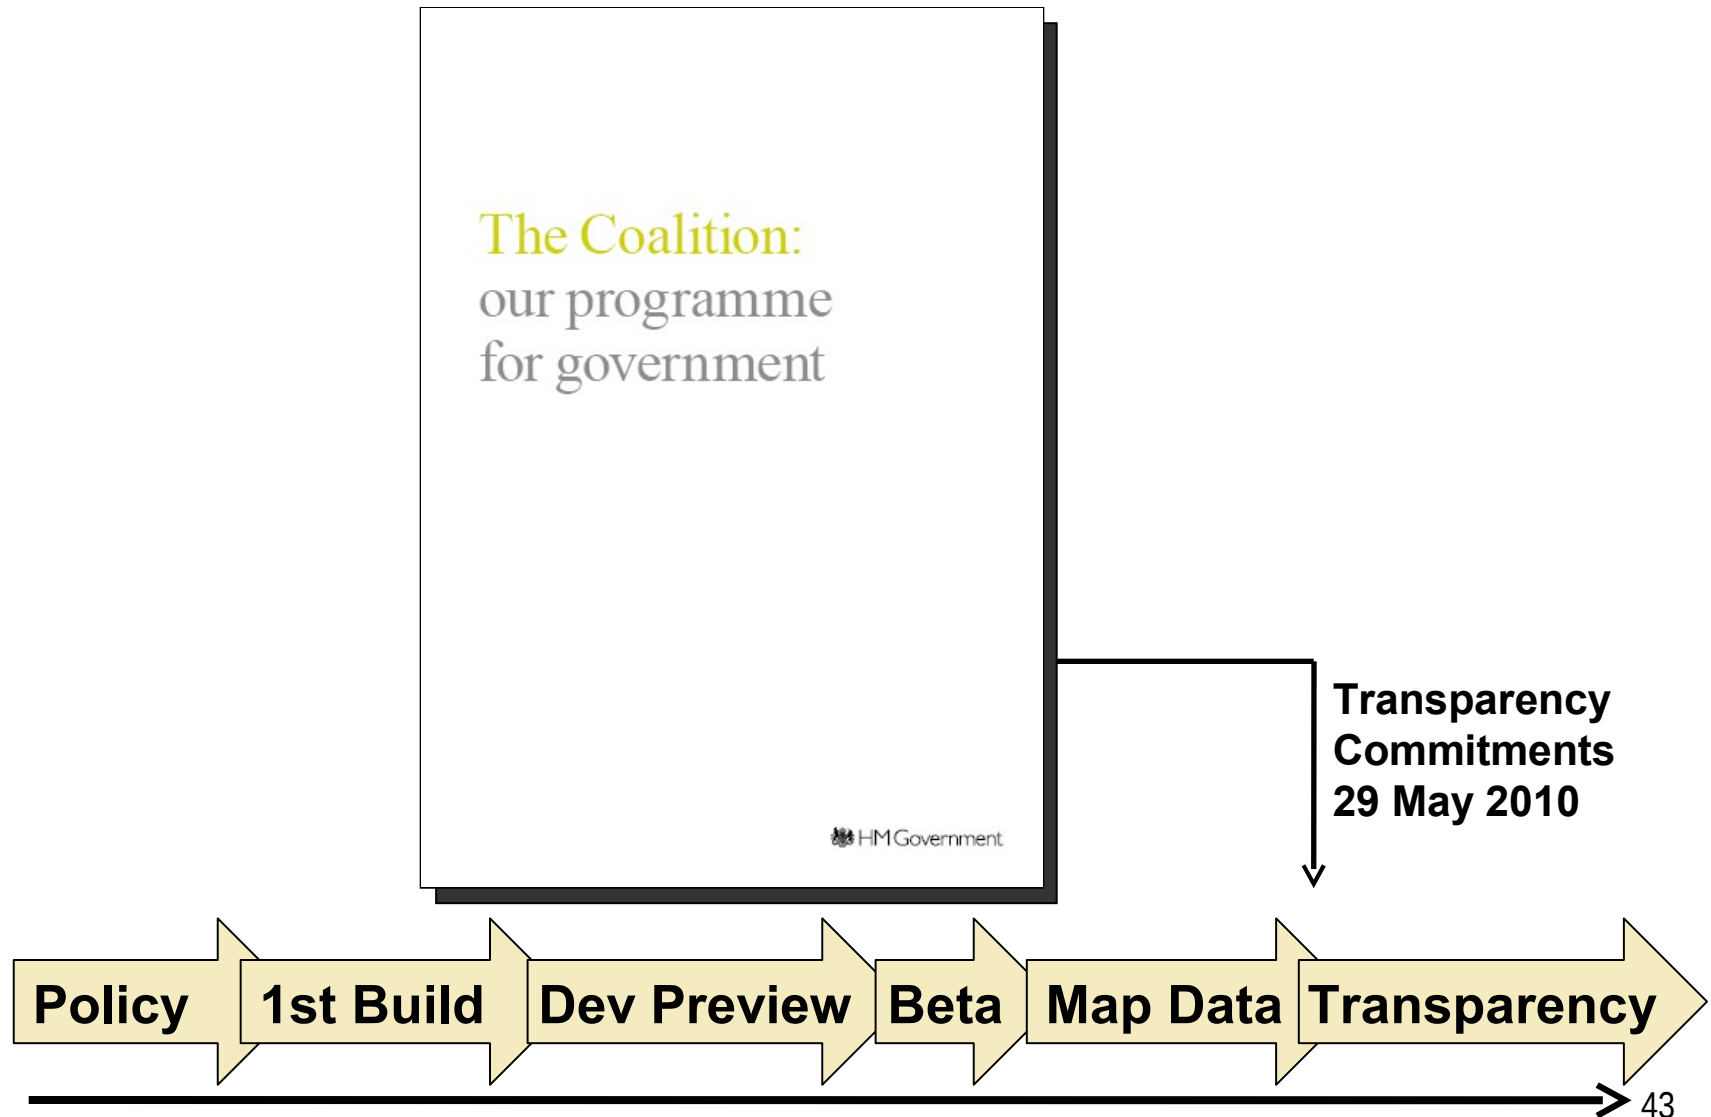 The Coalition:
our programme
for government
HM Government
Transparency
Commitments
29 May 2010
Policy
1st Build
Dev Preview
Beta
Map Data
Transparency
43